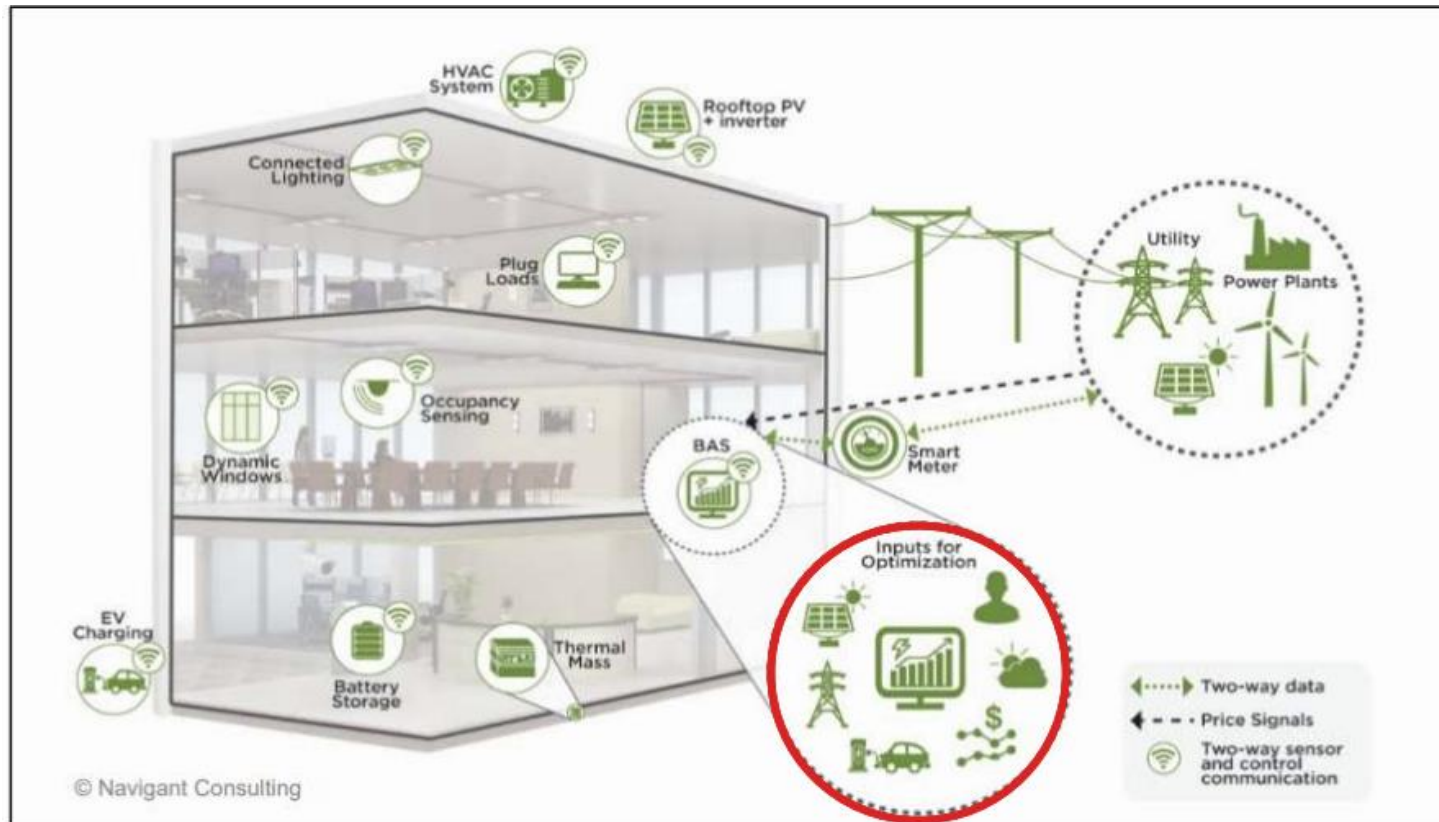 HVAC
System
Rooftop PV
+ inverter
Connected
Lighting
Plug
Loads
Utility
Power Plants
Occupancy
Sensing
Dynamic
Windows
BAS
Smart
Meter
Inputs for
Optimization
$
EV
Charging
Battery
Storage
Thermal
Mass
Two-way data
Price Signals
Two-way sensor
and control
communication
© Navigant Consulting